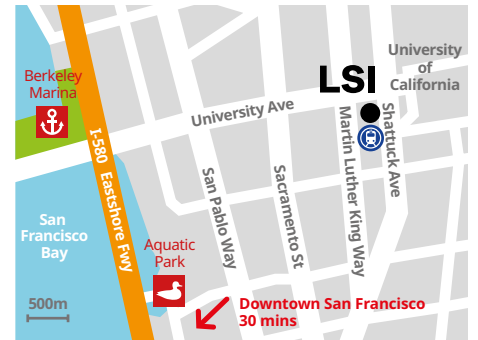 University
of
California
LSI
Berkeley
Marina
University Ave
Shattuck Ave
Martin Luther King Way
I-580 Eastshore Fwy
San Pablo Way
Sacramento St
San
Francisco
Bay
Aquatic
Park
500m
Downtown San Francisco
30 mins